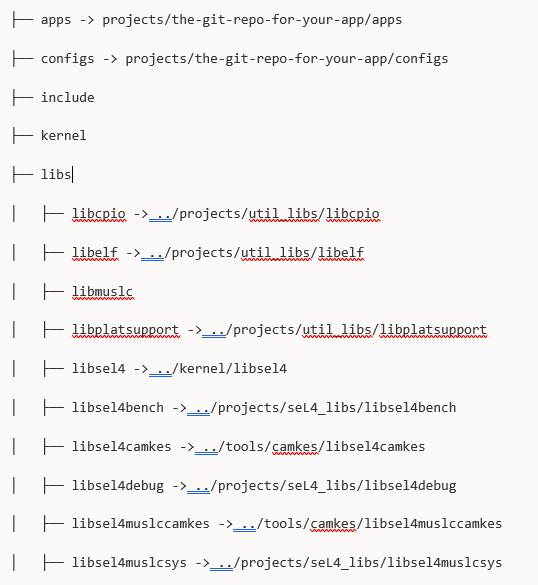 ├── apps -> projects/the-git-repo-for-your-app/apps
├── configs -> projects/the-git-repo-for-your-app/configs
├── include
├── kernel
├── libs
│   ├── libcpio -> ../projects/util_libs/libcpio
│   ├── libelf -> ../projects/util_libs/libelf
│   ├── libmuslc
│   ├── libplatsupport -> ../projects/util_libs/libplatsupport
│   ├── libsel4 -> ../kernel/libsel4
│   ├── libsel4bench -> ../projects/seL4_libs/libsel4bench
│   ├── libsel4camkes -> ../tools/camkes/libsel4camkes
│   ├── libsel4debug -> ../projects/seL4_libs/libsel4debug
│   ├── libsel4muslccamkes -> ../tools/camkes/libsel4muslccamkes
│   ├── libsel4muslcsys -> ../projects/seL4_libs/libsel4muslcsys